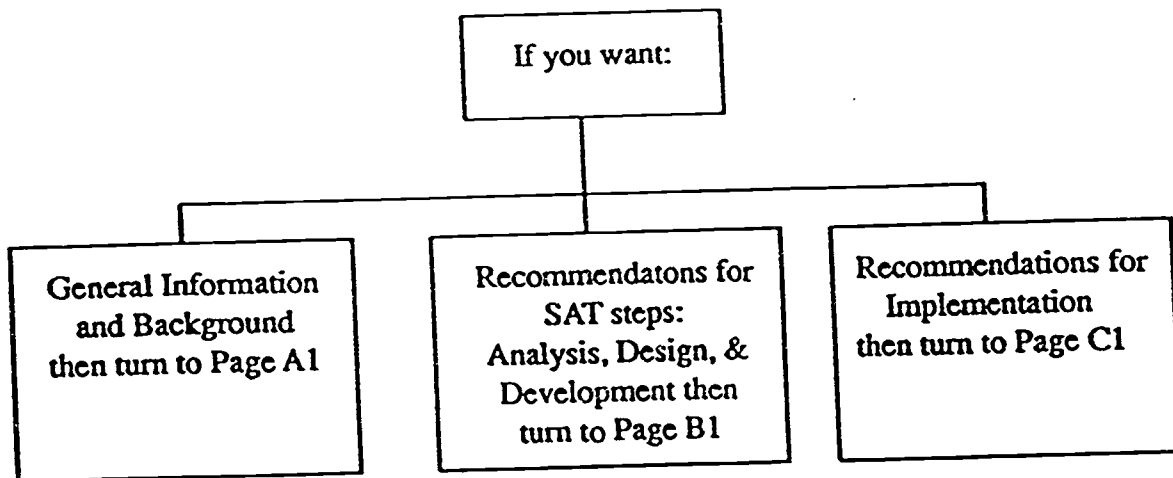 If you want:
General Information
and Background
then turn to Page A1
Recommendatons for
SAT steps:
Analysis, Design, &
Development then
turn to Page B1
Recommendations for
Implementation
then turn to Page C1